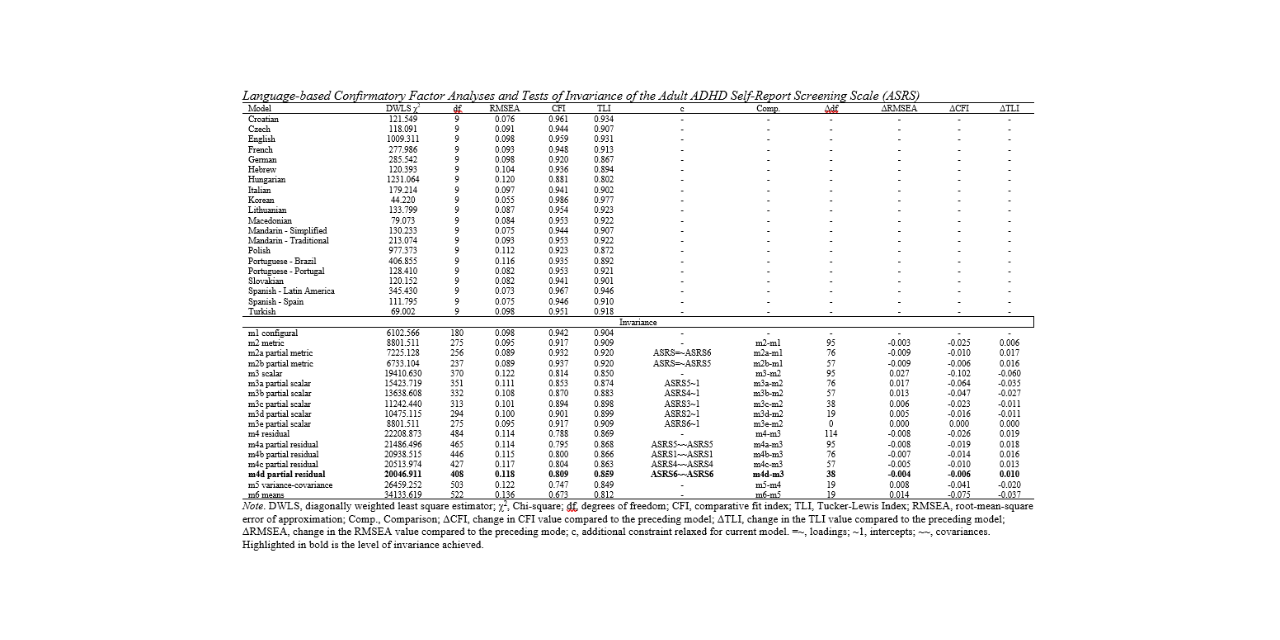 Language-based Confirmatory Factor Analyses and Tests of Invariance of the Adult ADHD Self-Report Screening Scale (ASRS)
Model DWLS χ² df RMSEA CFI TLI c Comp. Δdf ΔRMSEA ΔCFI ΔTLI
Croatian 121.549 9 0.076 0.961 0.934 - - - - - -
Czech 118.091 9 0.091 0.944 0.907 - - - - - -
English 1009.311 9 0.098 0.959 0.931 - - - - - -
French 277.986 9 0.093 0.948 0.913 - - - - - -
German 285.542 9 0.098 0.920 0.867 - - - - - -
Hebrew 120.393 9 0.104 0.936 0.894 - - - - - -
Hungarian 1231.064 9 0.120 0.881 0.802 - - - - - -
Italian 179.214 9 0.097 0.941 0.902 - - - - - -
Korean 44.220 9 0.055 0.986 0.977 - - - - - -
Lithuanian 133.799 9 0.087 0.954 0.923 - - - - - -
Macedonian 79.073 9 0.084 0.953 0.922 - - - - - -
Mandarin - Simplified 130.233 9 0.075 0.944 0.907 - - - - - -
Mandarin - Traditional 213.074 9 0.093 0.953 0.922 - - - - - -
Polish 977.373 9 0.112 0.923 0.872 - - - - - -
Portuguese - Brazil 406.855 9 0.116 0.935 0.892 - - - - - -
Portuguese - Portugal 128.410 9 0.082 0.953 0.921 - - - - - -
Slovakian 120.152 9 0.082 0.941 0.901 - - - - - -
Spanish - Latin America 345.430 9 0.073 0.967 0.946 - - - - - -
Spanish - Spain 111.795 9 0.075 0.946 0.910 - - - - - -
Turkish 69.002 9 0.098 0.951 0.918 - - - - - -
Invariance
m1 configural 6102.566 180 0.098 0.942 0.904 - - - - - -
m2 metric 8801.511 275 0.095 0.917 0.909 - m2-m1 95 -0.003 -0.025 0.006
m2a partial metric 7225.128 256 0.089 0.932 0.920 ASRS=~ASRS6 m2a-m1 76 -0.009 -0.010 0.017
m2b partial metric 6733.104 237 0.089 0.937 0.920 ASRS=~ASRS5 m2b-m1 57 -0.009 -0.006 0.016
m3 scalar 19410.630 370 0.122 0.814 0.850 - m3-m2 95 0.027 -0.102 -0.060
m3a partial scalar 15423.719 351 0.111 0.853 0.874 ASRS5~1 m3a-m2 76 0.017 -0.064 -0.035
m3b partial scalar 13638.608 332 0.108 0.870 0.883 ASRS4~1 m3b-m2 57 0.013 -0.047 -0.027
m3c partial scalar 11242.440 313 0.101 0.894 0.898 ASRS3~1 m3c-m2 38 0.006 -0.023 -0.011
m3d partial scalar 10475.115 294 0.100 0.901 0.899 ASRS2~1 m3d-m2 19 0.005 -0.016 -0.011
m3e partial scalar 8801.511 275 0.095 0.917 0.909 ASRS6~1 m3e-m2 0 0.000 0.000 0.000
m4 residual 22208.873 484 0.114 0.788 0.869 - m4-m3 114 -0.008 -0.026 0.019
m4a partial residual 21486.496 465 0.114 0.795 0.868 ASRS5~~ASRS5 m4a-m3 95 -0.008 -0.019 0.018
m4b partial residual 20938.515 446 0.115 0.800 0.866 ASRS1~~ASRS1 m4b-m3 76 -0.007 -0.014 0.016
m4c partial residual 20513.974 427 0.117 0.804 0.863 ASRS4~~ASRS4 m4c-m3 57 -0.005 -0.010 0.013
m4d partial residual 20046.911 408 0.118 0.809 0.859 ASRS6~~ASRS6 m4d-m3 38 -0.004 -0.006 0.010
m5 variance-covariance 26459.252 503 0.122 0.747 0.849 - m5-m4 19 0.008 -0.041 -0.020
m6 means 34133.619 522 0.136 0.673 0.812 - m6-m5 19 0.014 -0.075 -0.037
Note. DWLS, diagonally weighted least square estimator; χ², Chi-square; df, degrees of freedom; CFI, comparative fit index; TLI, Tucker-Lewis Index; RMSEA, root-mean-square
error of approximation; Comp., Comparison; ΔCFI, change in CFI value compared to the preceding model; ΔTLI, change in the TLI value compared to the preceding model;
ΔRMSEA, change in the RMSEA value compared to the preceding mode; c, additional constraint relaxed for current model. =~, loadings; ~1, intercepts; ~~, covariances.
Highlighted in bold is the level of invariance achieved.